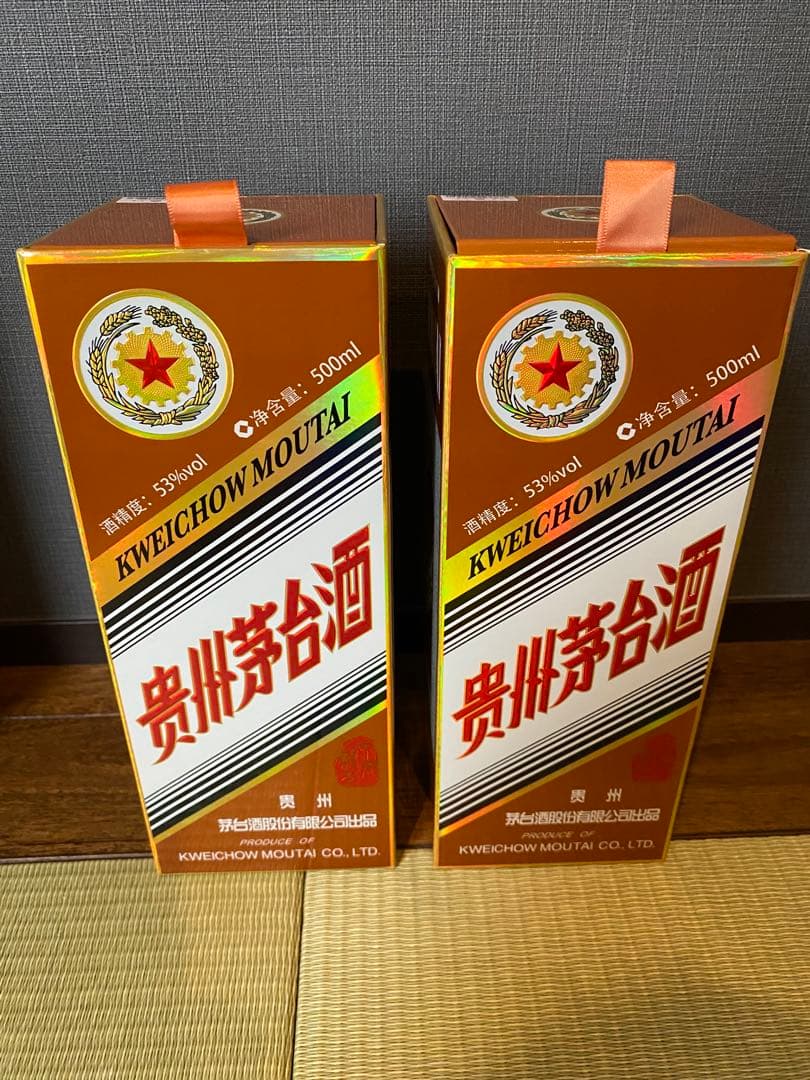 酒精度：53%vol
净含量：500ml
KWEICHOW MOUTAI
贵州茅台酒
贵 州
茅台酒股份有限公司出品
PRODUCE OF
KWEICHOW MOUTAI CO., LTD.
酒精度：53%vol
净含量：500ml
KWEICHOW MOUTAI
贵州茅台酒
贵 州
茅台酒股份有限公司出品
PRODUCE OF
KWEICHOW MOUTAI CO., LTD.